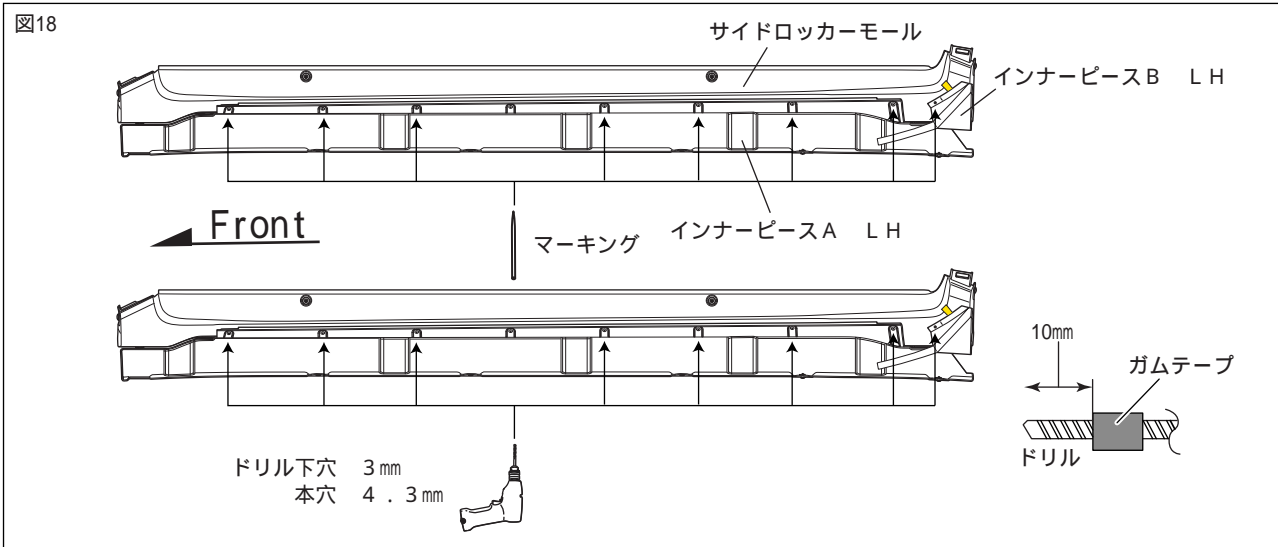 図18
サイドロッカーモール
インナーピースB LH
Front
マーキング
インナーピースA LH
10mm
ガムテープ
ドリル
ドリル下穴 3mm
本穴 4.3mm